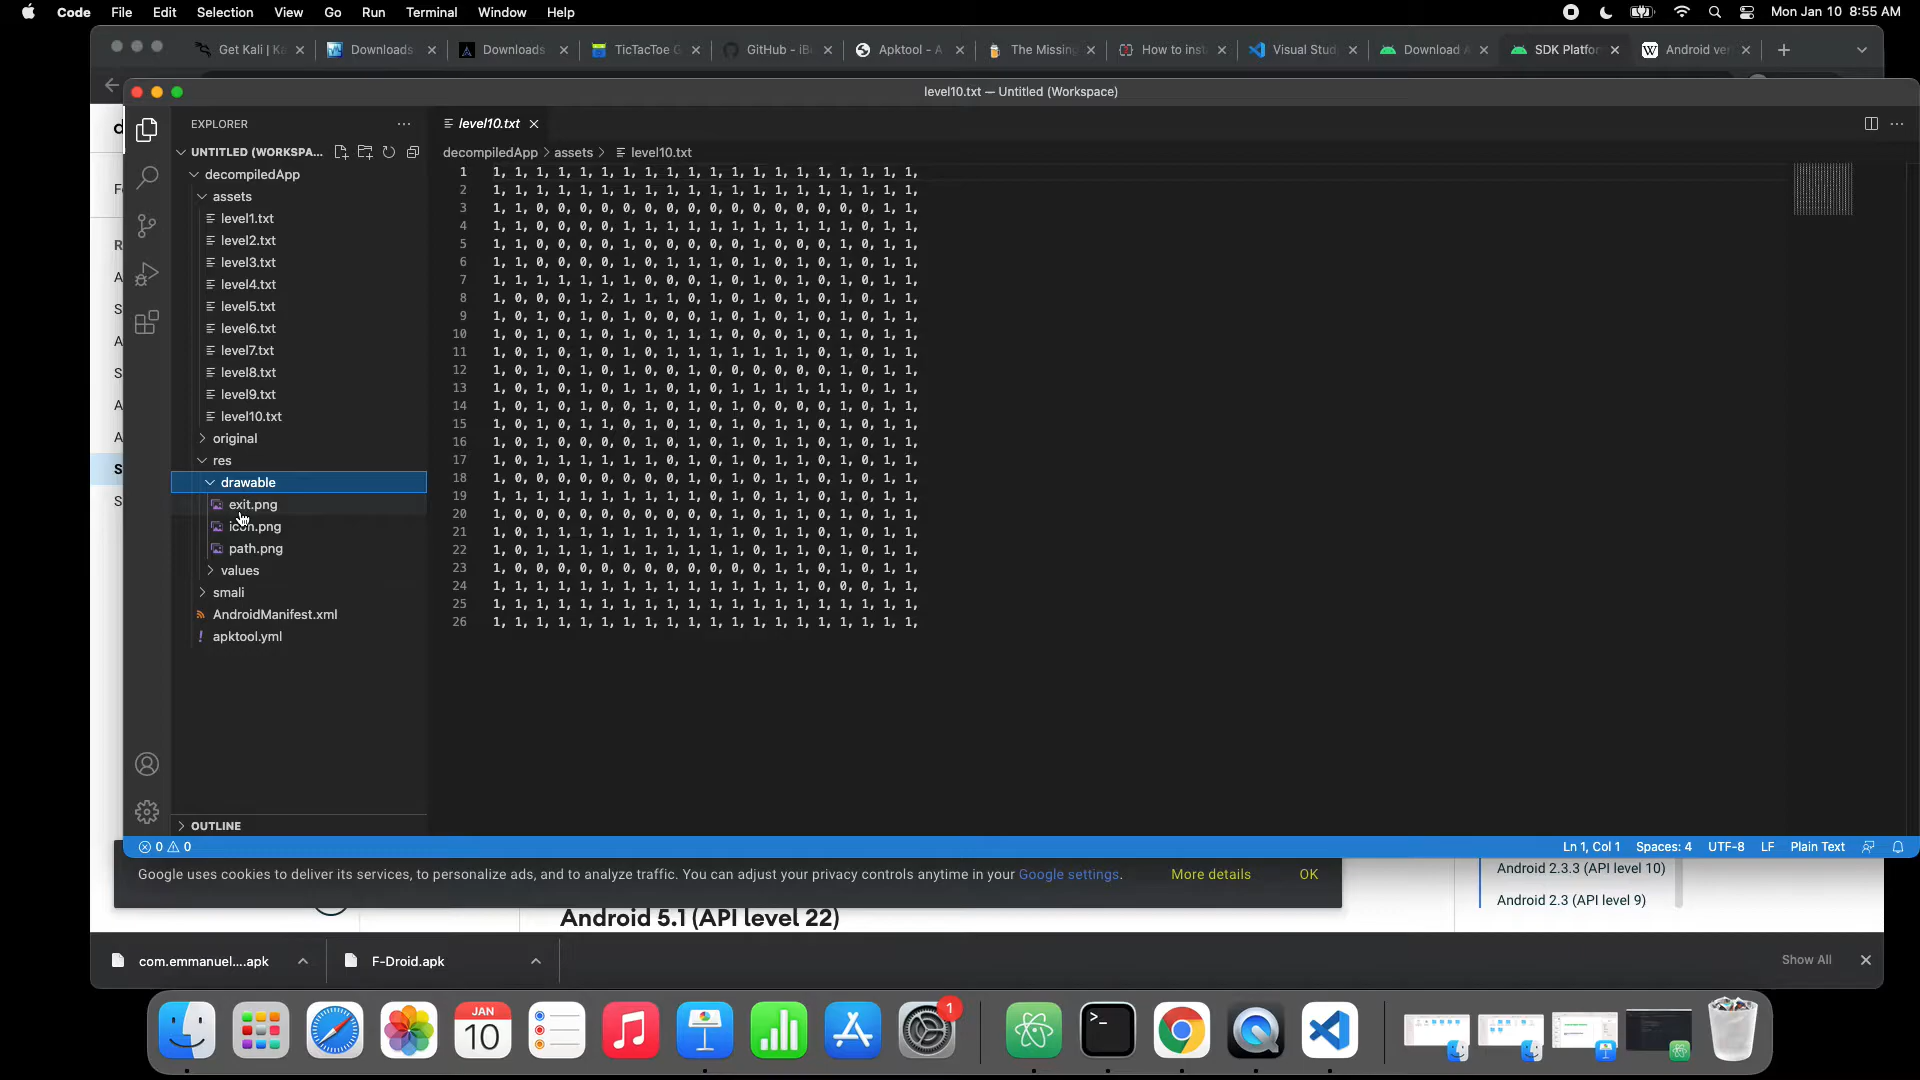 Code File Edit Selection View Go Run Terminal Window Help
Mon Jan 10 8:55 AM
Get Kali | Ka
Downloads
Downloads
TicTacToe G
GitHub - iB
Apktool - A
The Missing
How to inst
Visual Stud
Download A
SDK Platfor
Android ver
level10.txt — Untitled (Workspace)
EXPLORER
level10.txt
UNTITLED (WORKSPA...
decompiledApp > assets > level10.txt
decompiledApp
assets
level1.txt
level2.txt
level3.txt
level4.txt
level5.txt
level6.txt
level7.txt
level8.txt
level9.txt
level10.txt
original
res
drawable
exit.png
icon.png
path.png
values
smali
AndroidManifest.xml
apktool.yml
OUTLINE
1 1, 1, 1, 1, 1, 1, 1, 1, 1, 1, 1, 1, 1, 1, 1, 1, 1, 1, 1, 1,
2 1, 1, 1, 1, 1, 1, 1, 1, 1, 1, 1, 1, 1, 1, 1, 1, 1, 1, 1, 1,
3 1, 1, 0, 0, 0, 0, 0, 0, 0, 0, 0, 0, 0, 0, 0, 0, 0, 0, 1, 1,
4 1, 1, 0, 0, 0, 0, 1, 1, 1, 1, 1, 1, 1, 1, 1, 1, 1, 0, 1, 1,
5 1, 1, 0, 0, 0, 0, 1, 0, 0, 0, 0, 0, 1, 0, 0, 0, 1, 0, 1, 1,
6 1, 1, 0, 0, 0, 0, 1, 0, 1, 1, 1, 0, 1, 0, 1, 0, 1, 0, 1, 1,
7 1, 1, 1, 1, 1, 1, 1, 0, 0, 0, 1, 0, 1, 0, 1, 0, 1, 0, 1, 1,
8 1, 0, 0, 0, 1, 2, 1, 1, 1, 0, 1, 0, 1, 0, 1, 0, 1, 0, 1, 1,
9 1, 0, 1, 0, 1, 0, 1, 0, 0, 0, 1, 0, 1, 0, 1, 0, 1, 0, 1, 1,
10 1, 0, 1, 0, 1, 0, 1, 0, 1, 1, 1, 0, 0, 0, 1, 0, 1, 0, 1, 1,
11 1, 0, 1, 0, 1, 0, 1, 0, 1, 1, 1, 1, 1, 1, 1, 0, 1, 0, 1, 1,
12 1, 0, 1, 0, 1, 0, 1, 0, 1, 0, 0, 0, 0, 0, 0, 0, 1, 0, 1, 1,
13 1, 0, 1, 0, 1, 0, 1, 1, 0, 1, 0, 1, 1, 1, 1, 1, 1, 0, 1, 1,
14 1, 0, 1, 0, 1, 0, 0, 1, 0, 1, 0, 1, 0, 0, 0, 0, 1, 0, 1, 1,
15 1, 0, 1, 0, 1, 1, 0, 1, 0, 1, 0, 1, 0, 1, 1, 0, 1, 0, 1, 1,
16 1, 0, 1, 0, 0, 0, 0, 1, 0, 1, 0, 1, 0, 1, 1, 0, 1, 0, 1, 1,
17 1, 0, 1, 1, 1, 1, 1, 1, 0, 1, 0, 1, 0, 1, 1, 0, 1, 0, 1, 1,
18 1, 0, 0, 0, 0, 0, 0, 0, 0, 1, 0, 1, 0, 1, 1, 0, 1, 0, 1, 1,
19 1, 1, 1, 1, 1, 1, 1, 1, 1, 1, 0, 1, 0, 1, 1, 0, 1, 0, 1, 1,
20 1, 0, 0, 0, 0, 0, 0, 0, 0, 0, 0, 1, 0, 1, 1, 0, 1, 0, 1, 1,
21 1, 0, 1, 1, 1, 1, 1, 1, 1, 1, 1, 1, 0, 1, 1, 0, 1, 0, 1, 1,
22 1, 0, 1, 1, 1, 1, 1, 1, 1, 1, 1, 1, 0, 1, 1, 0, 1, 0, 1, 1,
23 1, 0, 0, 0, 0, 0, 0, 0, 0, 0, 0, 0, 0, 1, 1, 0, 1, 0, 1, 1,
24 1, 1, 1, 1, 1, 1, 1, 1, 1, 1, 1, 1, 1, 1, 1, 0, 0, 0, 1, 1,
25 1, 1, 1, 1, 1, 1, 1, 1, 1, 1, 1, 1, 1, 1, 1, 1, 1, 1, 1, 1,
26 1, 1, 1, 1, 1, 1, 1, 1, 1, 1, 1, 1, 1, 1, 1, 1, 1, 1, 1, 1,
0 0
Ln 1, Col 1 Spaces: 4 UTF-8 LF Plain Text
Google uses cookies to deliver its services, to personalize ads, and to analyze traffic. You can adjust your privacy controls anytime in your Google settings. More details OK
Android 2.3.3 (API level 10)
Android 2.3 (API level 9)
Android 5.1 (API level 22)
com.emmanuel....apk
F-Droid.apk
Show All
JAN
10
1